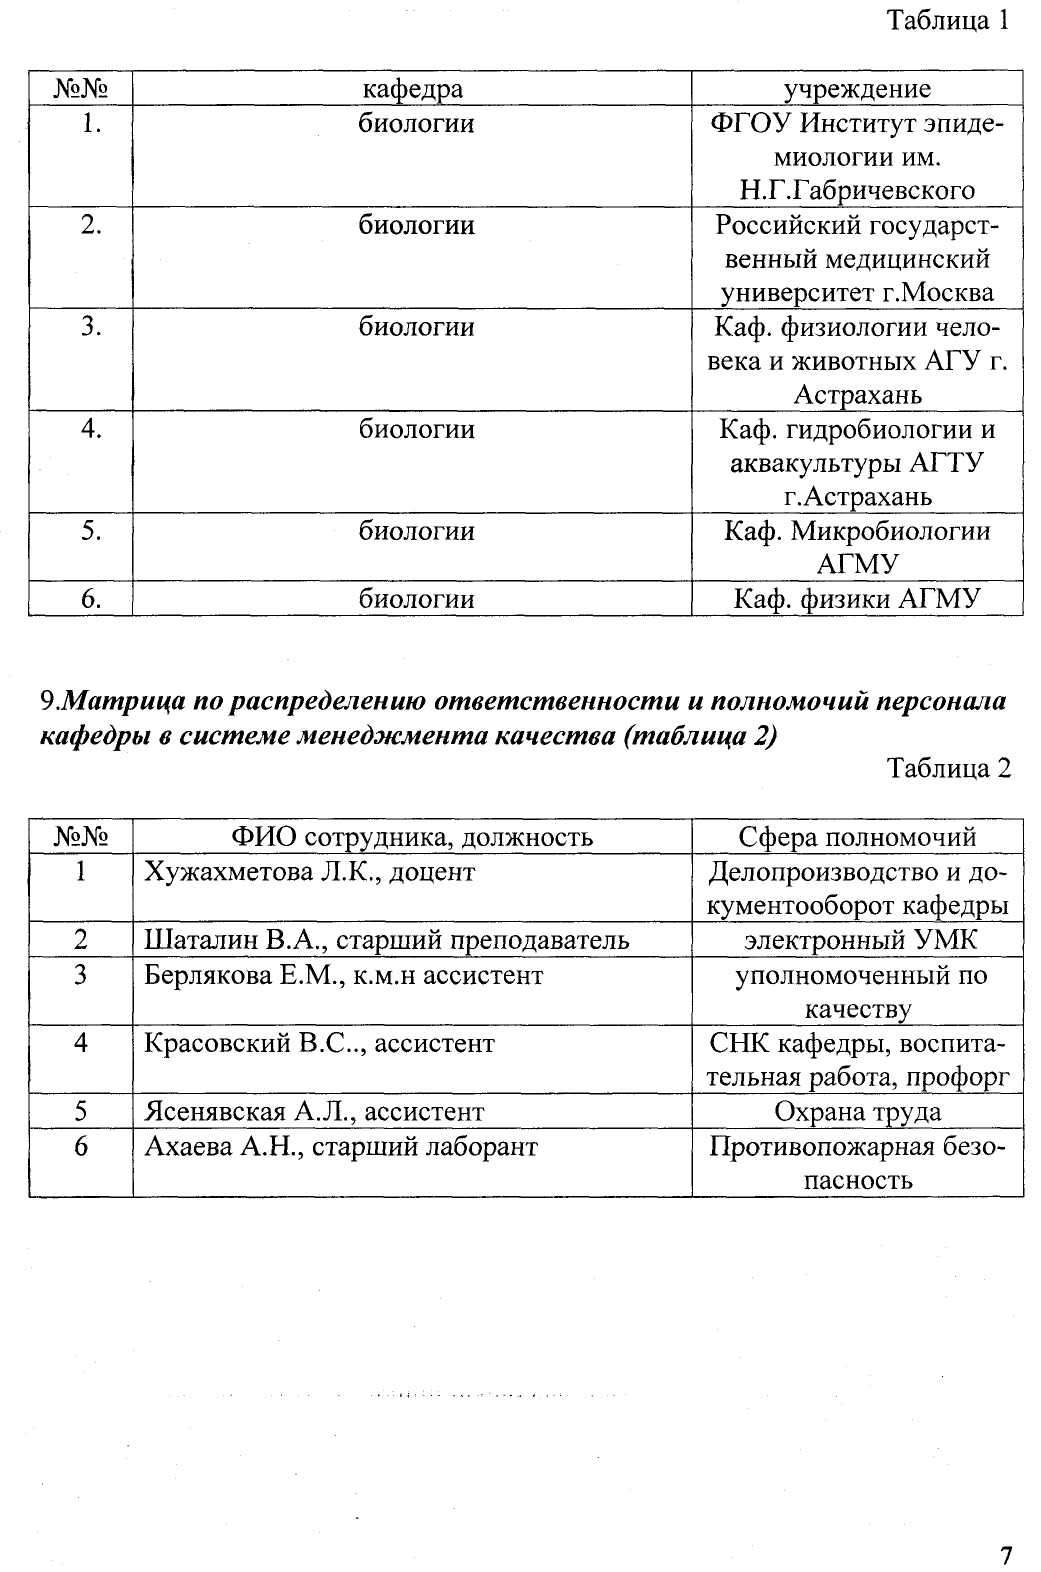 Таблица 1
№№ кафедра учреждение
1. биологии ФГОУ Институт эпиде-
миологии им.
Н.Г.Габричевского
2. биологии Российский государст-
венный медицинский
университет г.Москва
3. биологии Каф. физиологии чело-
века и животных АГУ г.
Астрахань
4. биологии Каф. гидробиологии и
аквакультуры АГТУ
г.Астрахань
5. биологии Каф. Микробиологии
АГМУ
6. биологии Каф. физики АГМУ
9.Матрица по распределению ответственности и полномочий персонала
кафедры в системе менеджмента качества (таблица 2)
Таблица 2
№№ ФИО сотрудника, должность Сфера полномочий
1 Хужахметова Л.К., доцент Делопроизводство и до-
кументооборот кафедры
2 Шаталин В.А., старший преподаватель электронный УМК
3 Берлякова Е.М., к.м.н ассистент уполномоченный по
качеству
4 Красовский В.С.., ассистент СНК кафедры, воспита-
тельная работа, профорг
5 Ясенявская А.Л., ассистент Охрана труда
6 Ахаева А.Н., старший лаборант Противопожарная безо-
пасность
7